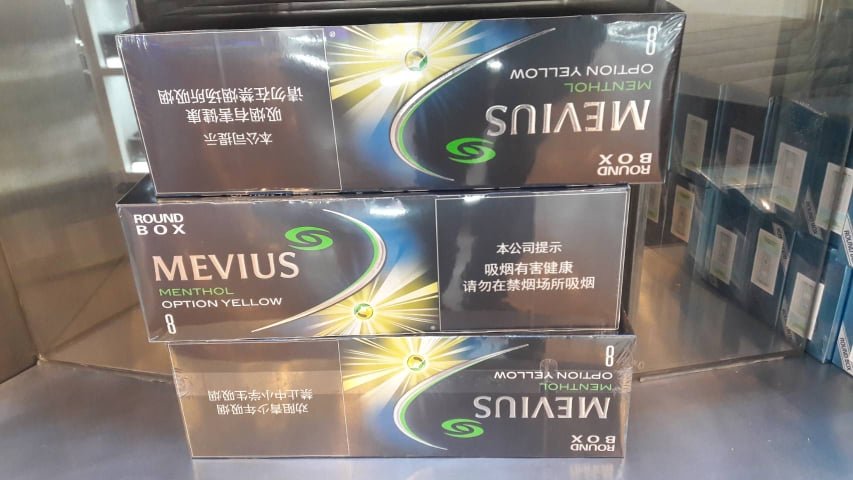 ROUND
BOX
MEVIUS
MENTHOL
OPTION YELLOW
8
本公司提示
吸烟有害健康
请勿在禁烟场所吸烟
ROUND
BOX
MEVIUS
MENTHOL
OPTION YELLOW
8
本公司提示
吸烟有害健康
请勿在禁烟场所吸烟
ROUND
BOX
MEVIUS
MENTHOL
OPTION YELLOW
8
劝阻青少年吸烟
禁止中小学生吸烟